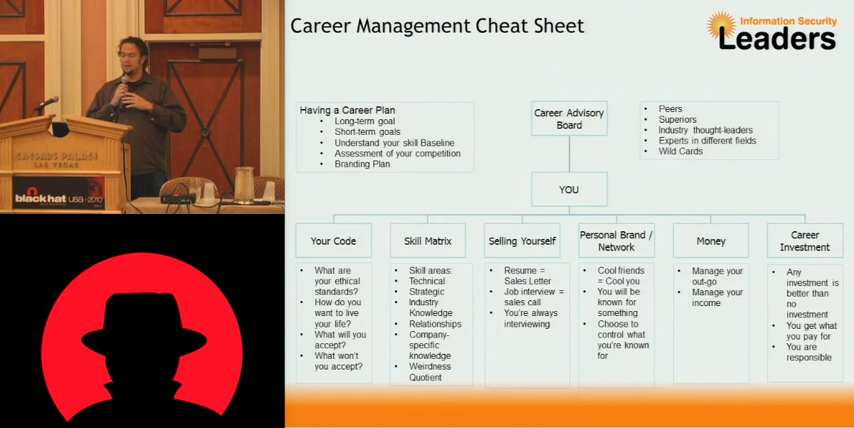 Career Management Cheat Sheet
Information Security
Leaders
CAESARS PALACE
LAS VEGAS
black hat USA + 2010
Having a Career Plan
• Long-term goal
• Short-term goals
• Understand your skill Baseline
• Assessment of your competition
• Branding Plan
Career Advisory
Board
• Peers
• Superiors
• Industry thought-leaders
• Experts in different fields
• Wild Cards
YOU
Your Code
• What are
your ethical
standards?
• How do you
want to live
your life?
• What will you
accept?
• What won't
you accept?
Skill Matrix
• Skill areas:
• Technical
• Strategic
• Industry
Knowledge
• Relationships
• Company-
specific
knowledge
• Weirdness
Quotient
Selling Yourself
• Resume =
Sales Letter
• Job interview =
sales call
• You're always
interviewing
Personal Brand /
Network
• Cool friends
= Cool you
• You will be
known for
something
• Choose to
control what
you're known
for
Money
• Manage your
out-go
• Manage your
income
Career
Investment
• Any
investment is
better than
no
investment
• You get what
you pay for
• You are
responsible